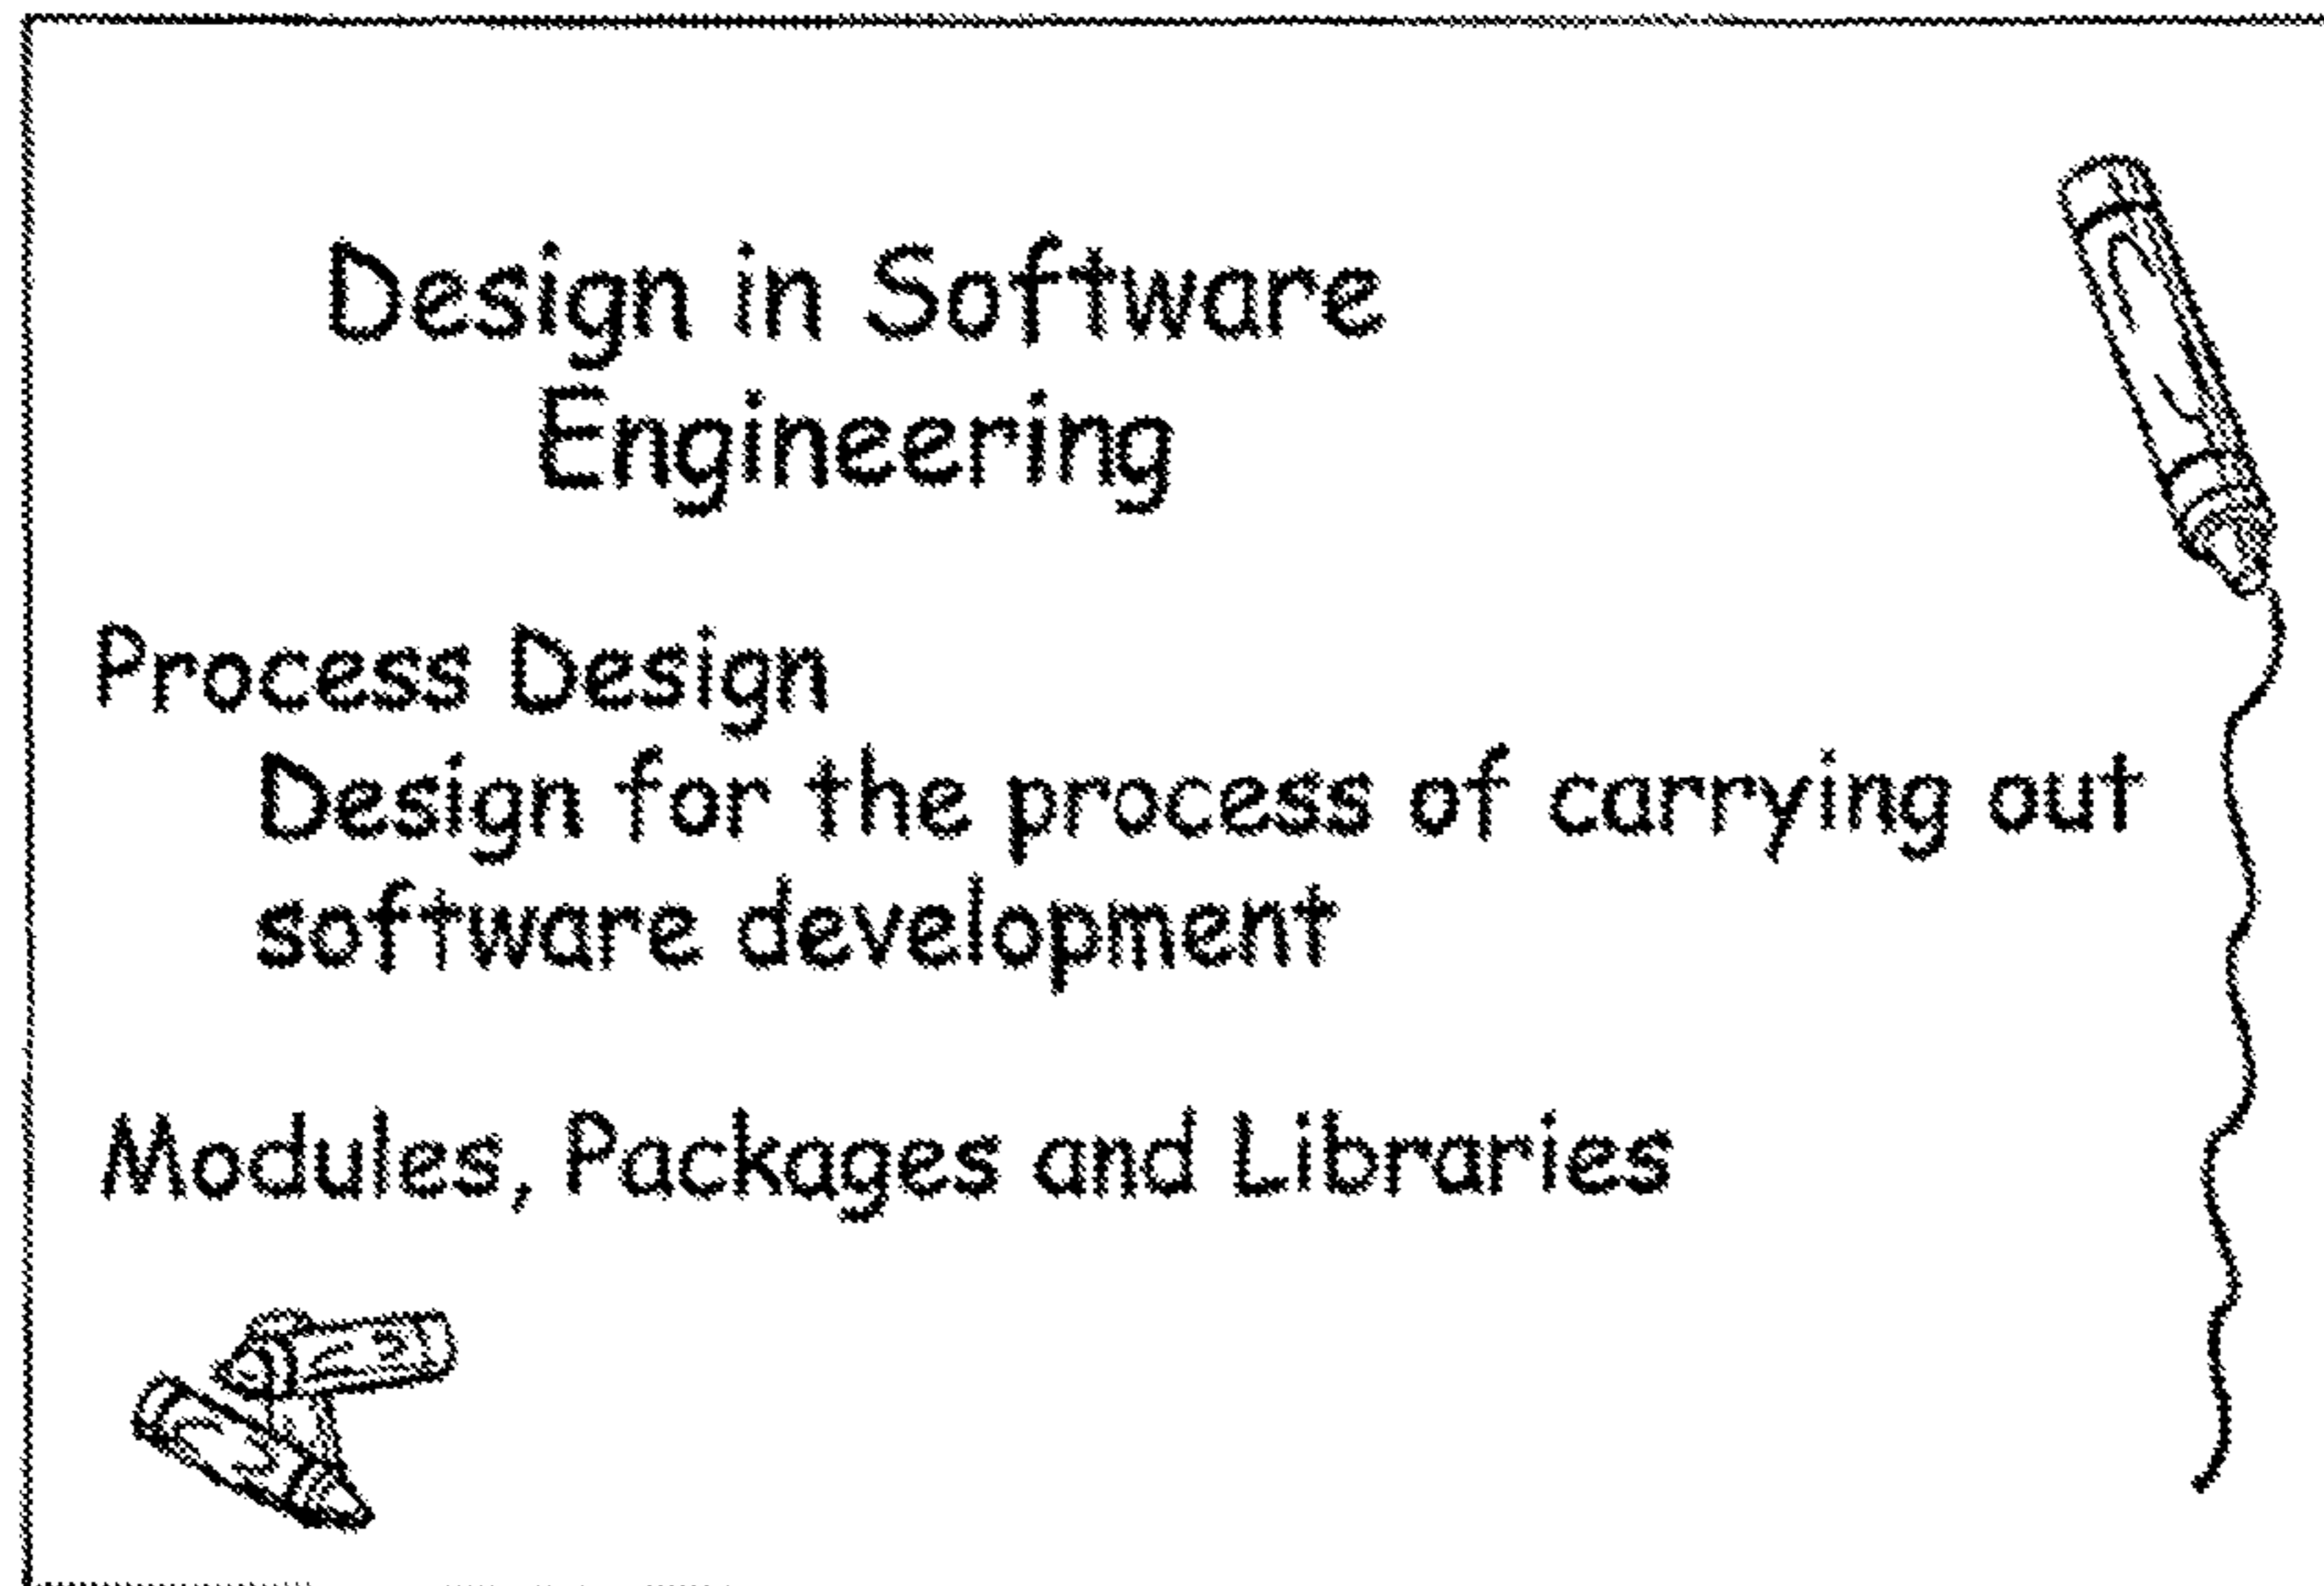 Design in Software
Engineering
Process Design
Design for the process of carrying out
software development
Modules, Packages and Libraries